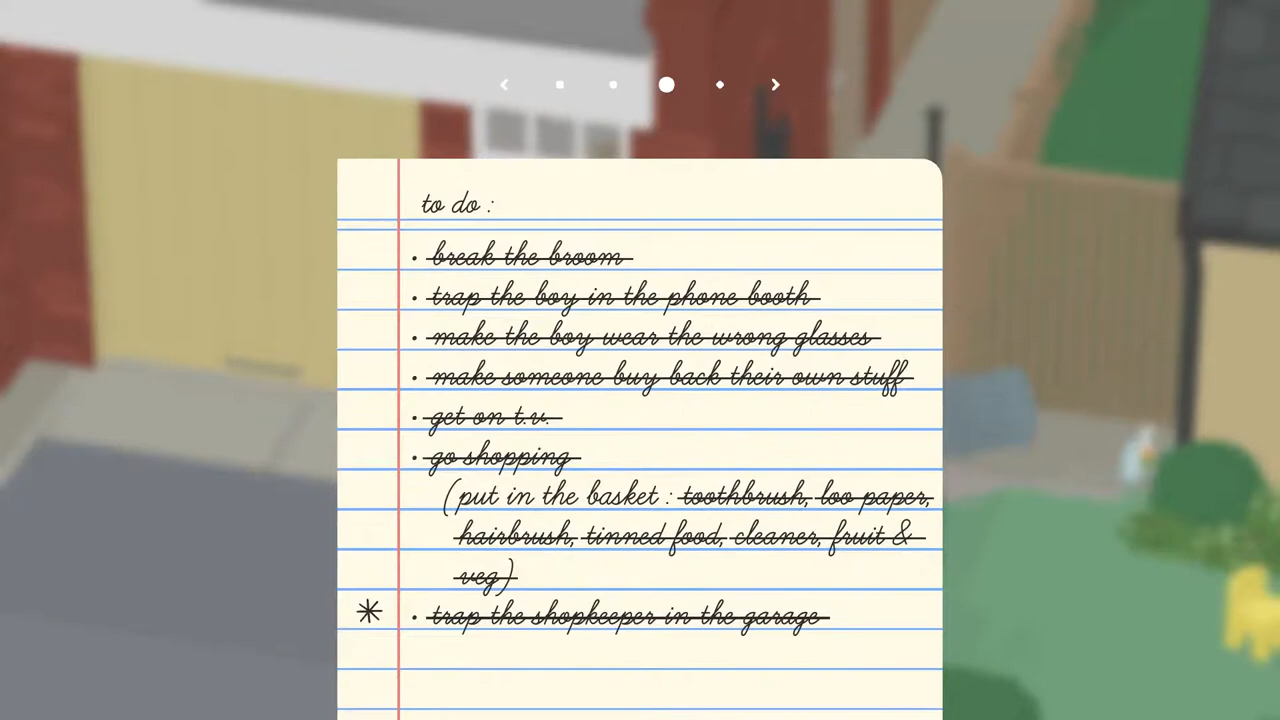 to do :
• break the broom
• trap the boy in the phone booth
• make the boy wear the wrong glasses
• make someone buy back their own stuff
• get on t.v.
• go shopping
(put in the basket : toothbrush, loo paper,
hairbrush, tinned food, cleaner, fruit &
veg)
* • trap the shopkeeper in the garage